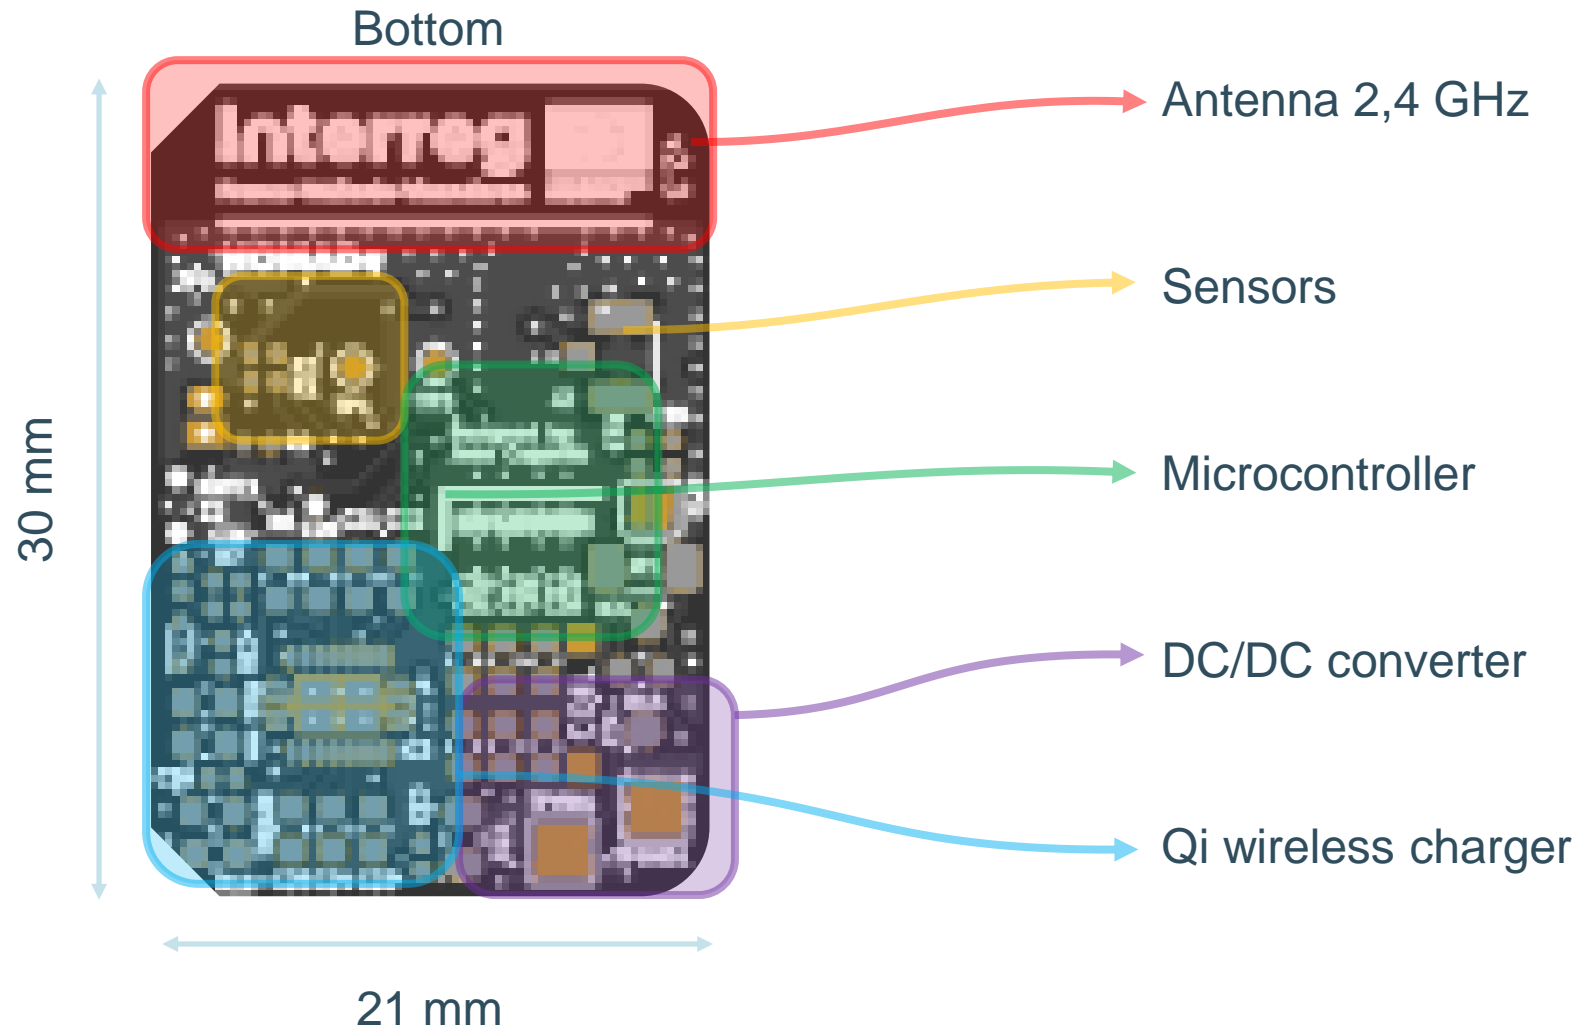 Bottom
Interreg
Antenna 2,4 GHz
Sensors
Microcontroller
30 mm
DC/DC converter
Qi wireless charger
21 mm